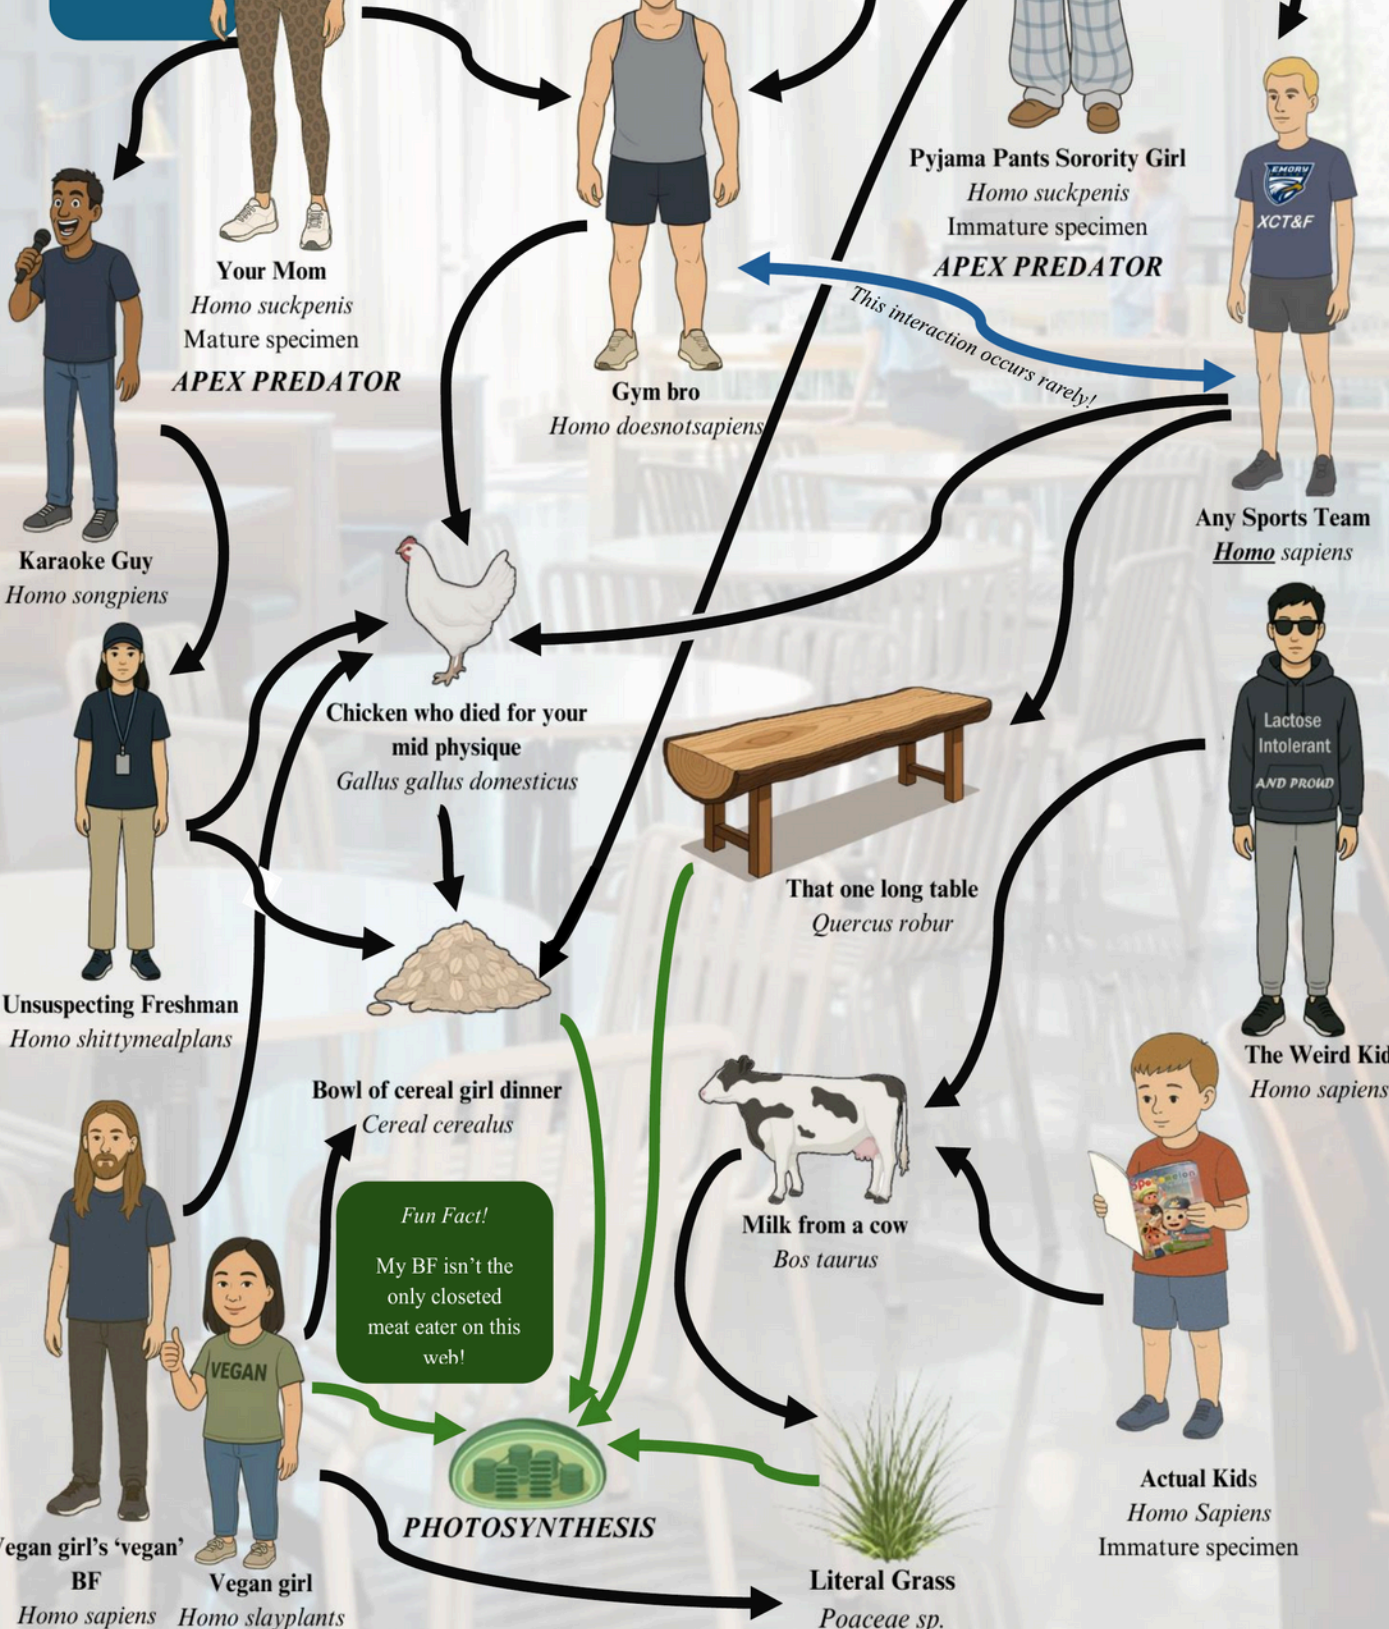 Pyjama Pants Sorority Girl
Homo suckpenis
Immature specimen
APEX PREDATOR
EMORY
XCT&F
Your Mom
Homo suckpenis
Mature specimen
APEX PREDATOR
This interaction occurs rarely!
Gym bro
Homo doesnotsapiens
Any Sports Team
Homo sapiens
Karaoke Guy
Homo songpiens
Chicken who died for your
mid physique
Gallus gallus domesticus
Lactose
Intolerant
AND PROUD
That one long table
Quercus robur
Unsuspecting Freshman
Homo shittymealplans
The Weird Kid
Homo sapiens
Bowl of cereal girl dinner
Cereal cerealus
Milk from a cow
Bos taurus
Fun Fact!
My BF isn't the
only closeted
meat eater on this
web!
VEGAN
PHOTOSYNTHESIS
Actual Kids
Homo Sapiens
Immature specimen
Vegan girl's ‘vegan’
BF
Homo sapiens
Vegan girl
Homo slayplants
Literal Grass
Poaceae sp.